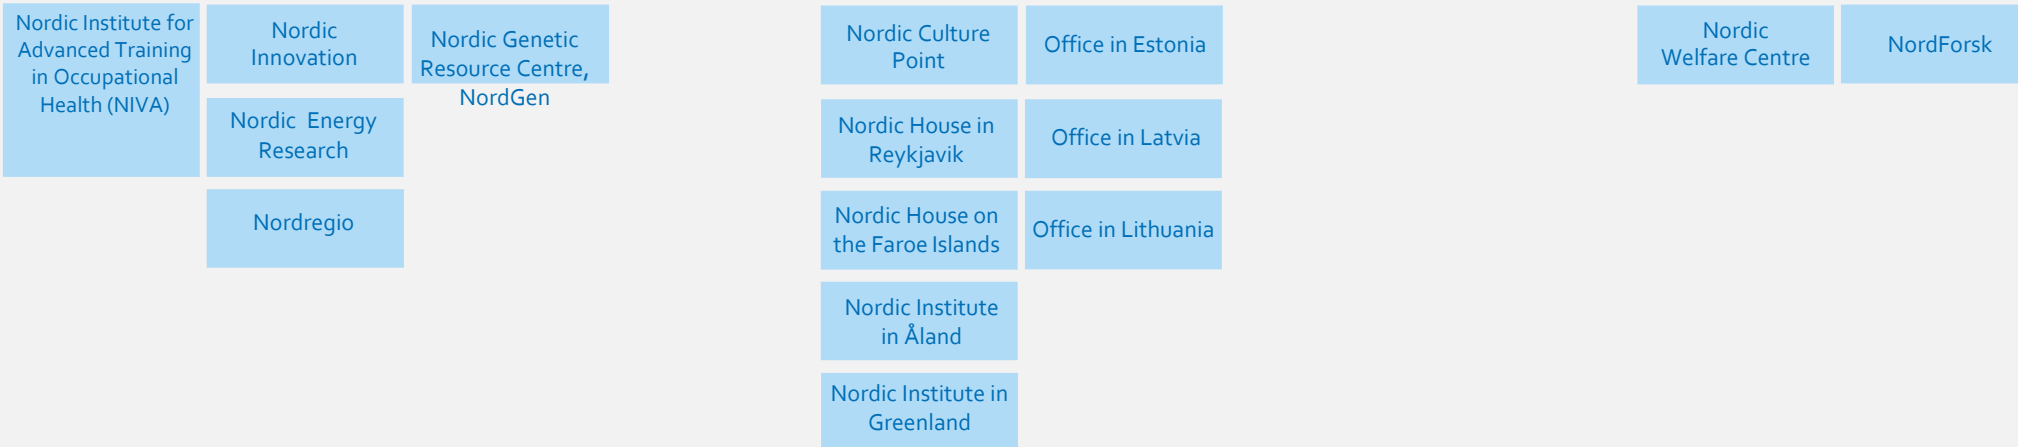 Nordic Institute for
Advanced Training
in Occupational
Health (NIVA)
Nordic
Innovation
Nordic Energy
Research
Nordregio
Nordic Genetic
Resource Centre,
NordGen
Nordic Culture
Point
Nordic House in
Reykjavik
Nordic House on
the Faroe Islands
Nordic Institute
in Åland
Nordic Institute in
Greenland
Office in Estonia
Office in Latvia
Office in Lithuania
Nordic
Welfare Centre
NordForsk